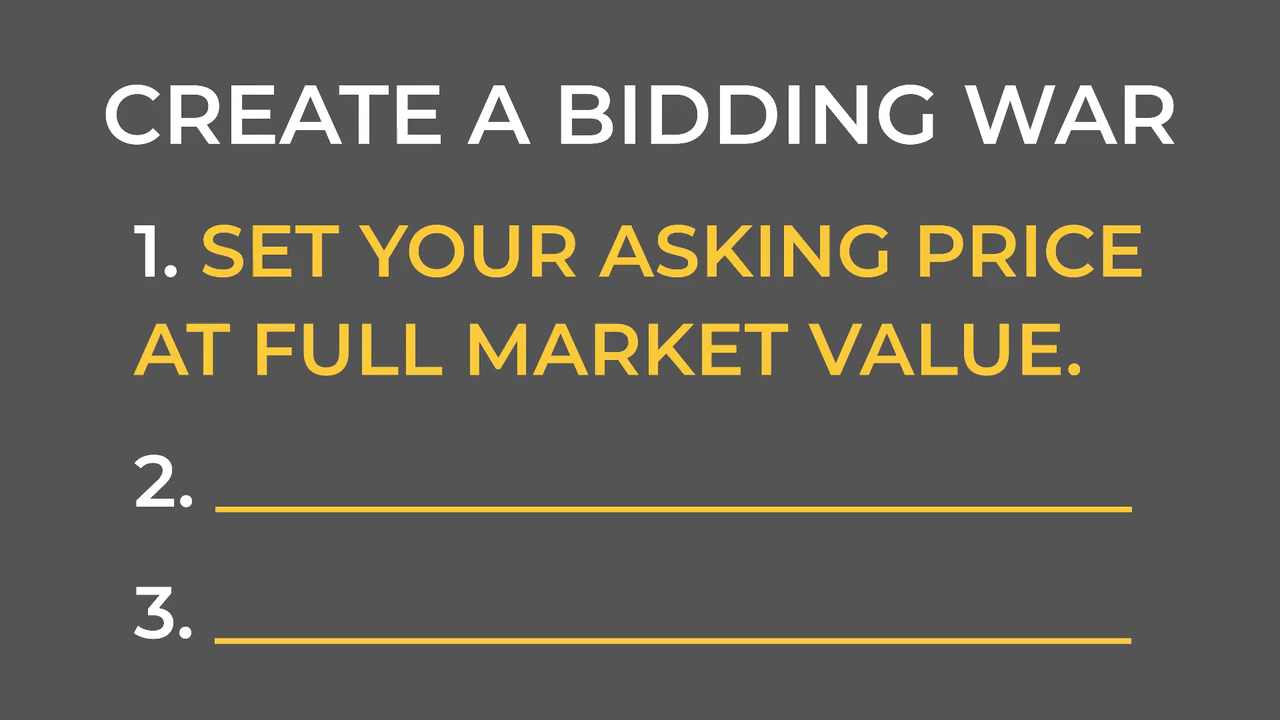 CREATE A BIDDING WAR
1. SET YOUR ASKING PRICE
AT FULL MARKET VALUE.
2.
3.